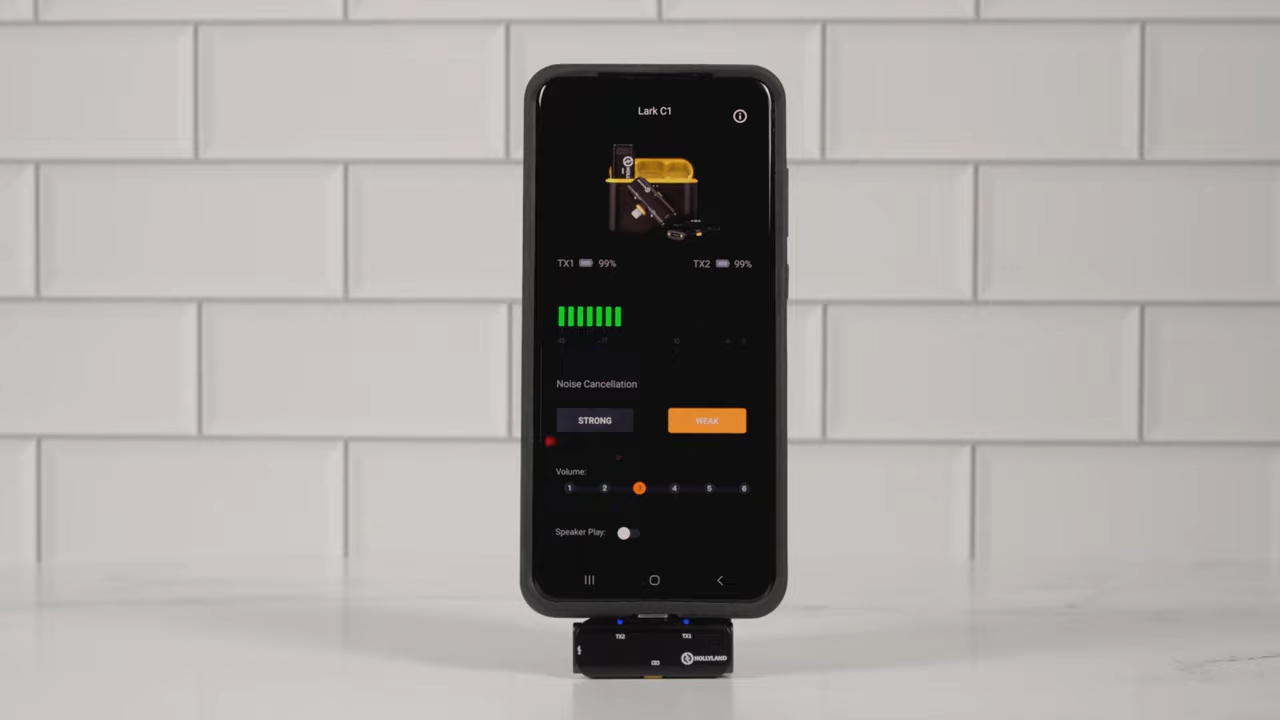 Lark C1
TX1 99%
TX2 99%
10
Noise Cancellation
STRONG
WEAK
Volume:
1 2 3 4 5 6
Speaker Play:
TX2
TX1
HOLLYLAND